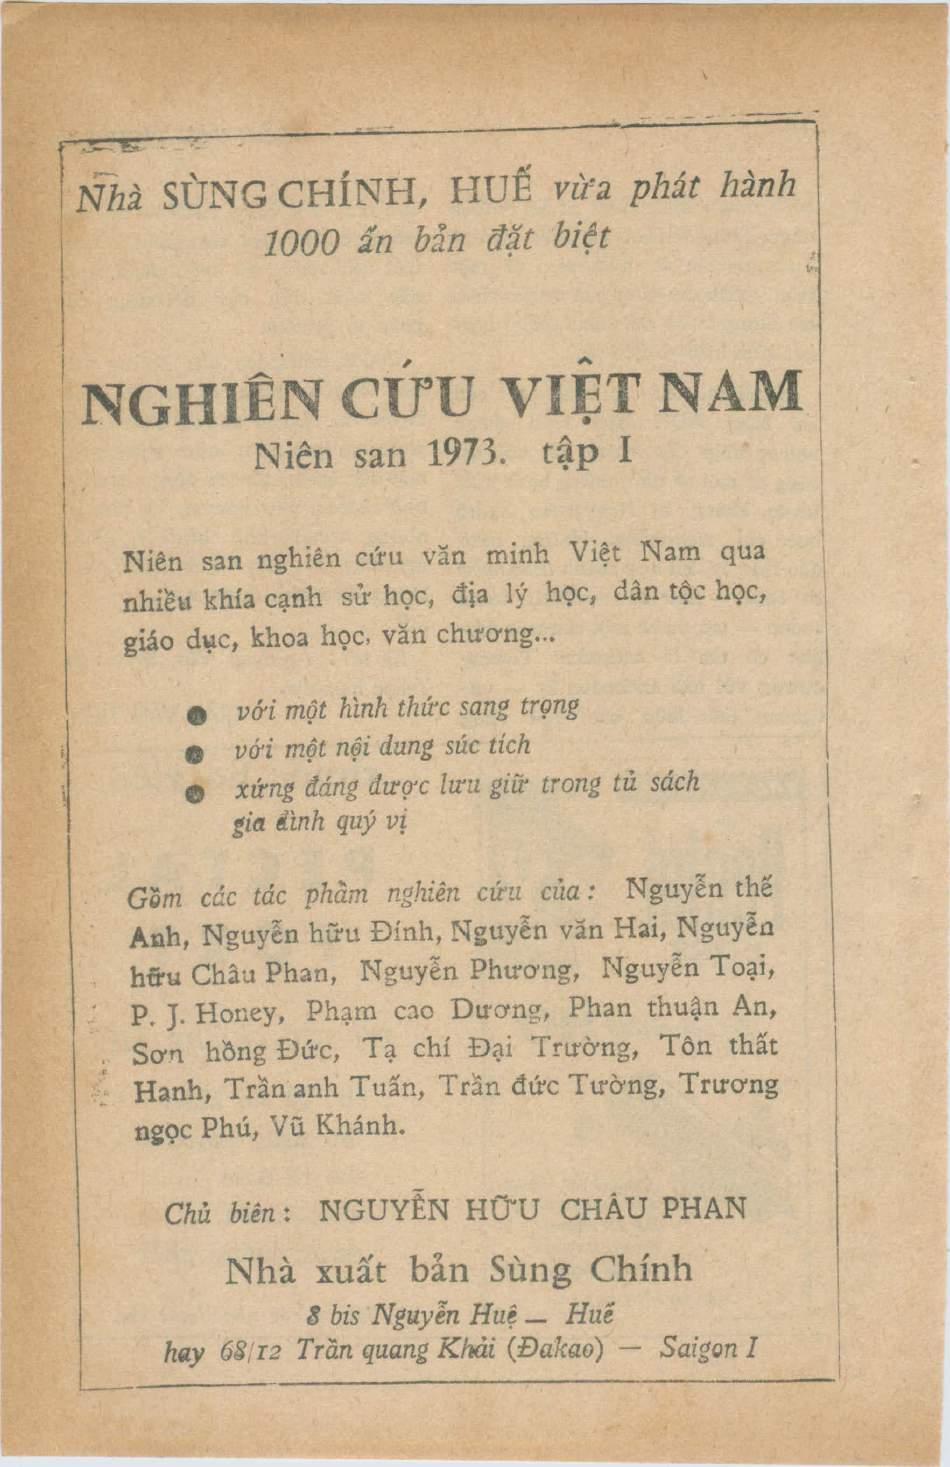 Nhà SÙNG CHÍNH, HUẾ vừa phát hành
1000 ấn bản đặt biệt
NGHIÊN CỨU VIỆT NAM
Niên san 1973. tập I
Niên san nghiên cứu văn minh Việt Nam qua
nhiều khía cạnh sử học, địa lý học, dân tộc học,
giáo dục, khoa học, văn chương...
● với một hình thức sang trọng
● với một nội dung súc tích
● xứng đáng được lưu giữ trong tủ sách
gia đình quý vị
Gồm các tác phẩm nghiên cứu của : Nguyễn thế
Anh, Nguyễn hữu Đính, Nguyễn văn Hai, Nguyễn
hữu Châu Phan, Nguyễn Phương, Nguyễn Toại,
P. J. Honey, Phạm cao Dương, Phan thuận An,
Sơn hồng Đức, Tạ chí Đại Trường, Tôn thất
Hanh, Trần anh Tuấn, Trần đức Tường, Trương
ngọc Phú, Vũ Khánh.
Chủ biên : NGUYỄN HỮU CHÂU PHAN
Nhà xuất bản Sùng Chính
8 bis Nguyễn Huệ — Huế
hay 68/12 Trần quang Khải (Đakao) — Saigon I